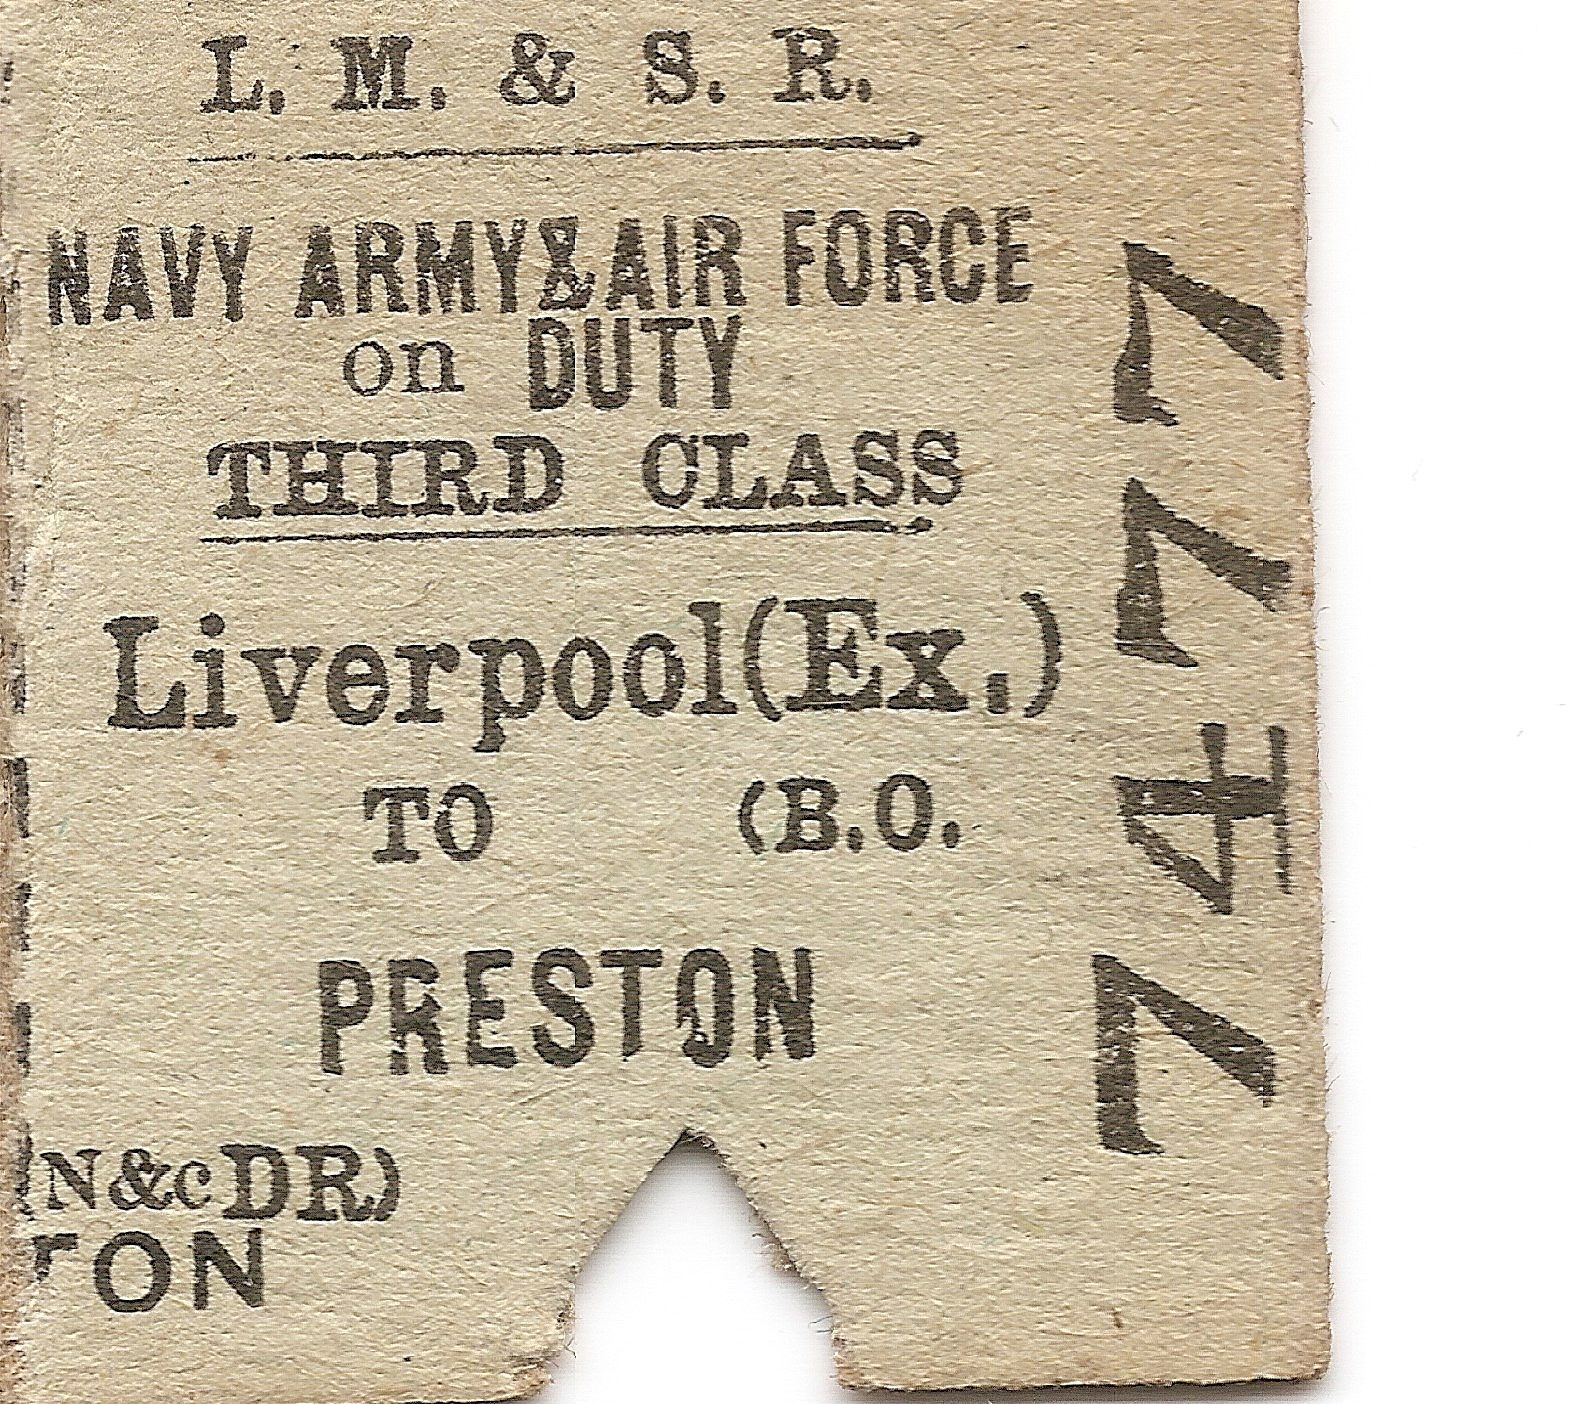 L. M. & S. R.
NAVY ARMY & AIR FORCE
on DUTY
THIRD CLASS
Liverpool (Ex.)
TO (B.O.
PRESTON
(N&cDR)
TON
7477